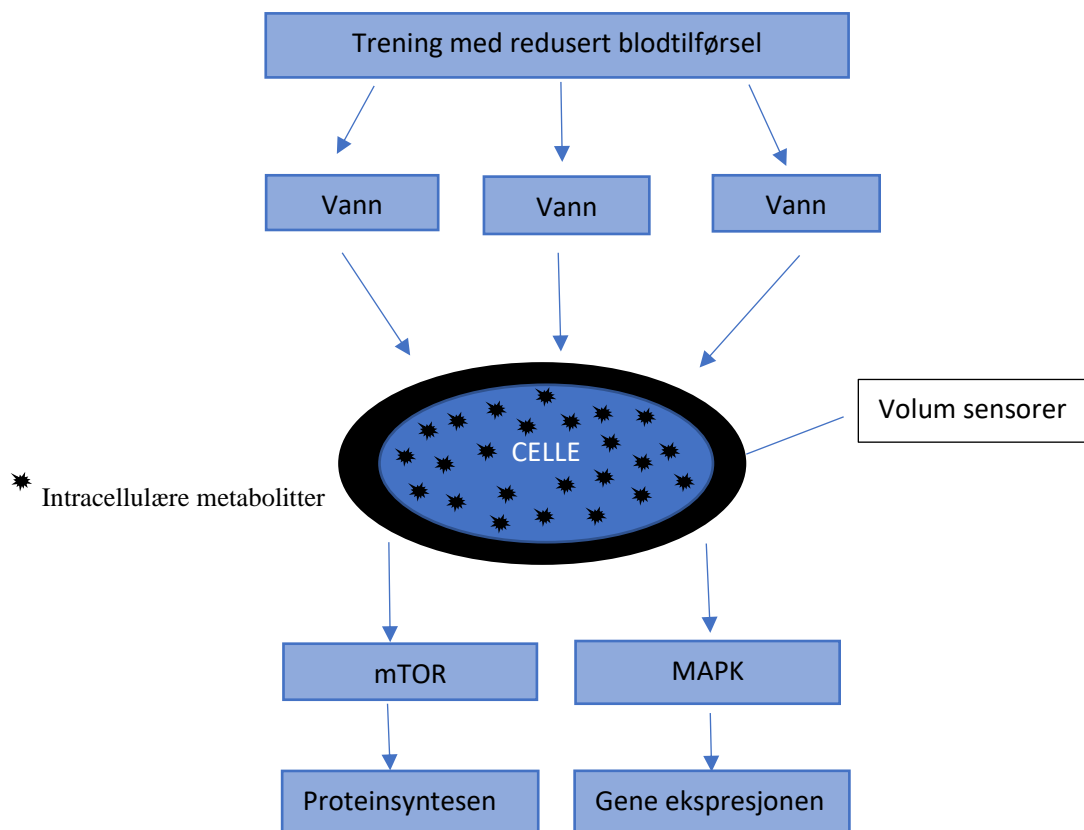 Trening med redusert blodtilførsel
Vann
Vann
Vann
Volum sensorer
CELLE
Intracellulære metabolitter
mTOR
MAPK
Proteinsyntesen
Gene ekspresjonen